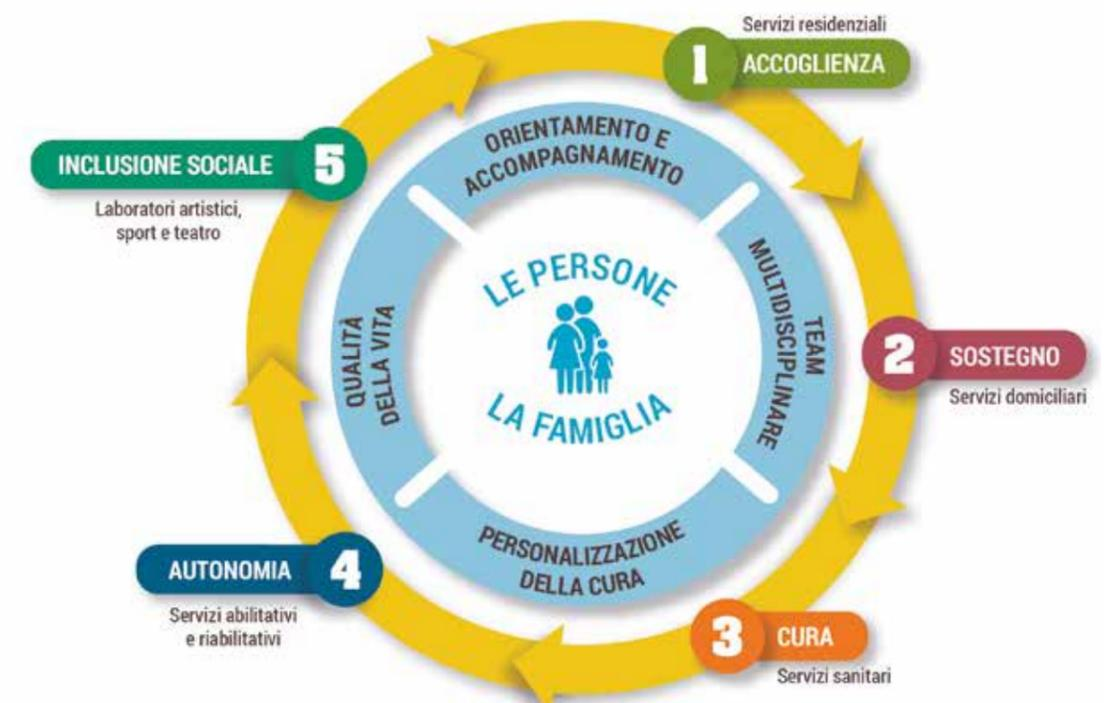 Servizi residenziali
1 ACCOGLIENZA
2 SOSTEGNO
Servizi domiciliari
3 CURA
Servizi sanitari
4 AUTONOMIA
Servizi abilitativi
e riabilitativi
5 INCLUSIONE SOCIALE
Laboratori artistici,
sport e teatro
ORIENTAMENTO E
ACCOMPAGNAMENTO
TEAM
MULTIDISCIPLINARE
PERSONALIZZAZIONE
DELLA CURA
QUALITÀ
DELLA VITA
LE PERSONE
LA FAMIGLIA